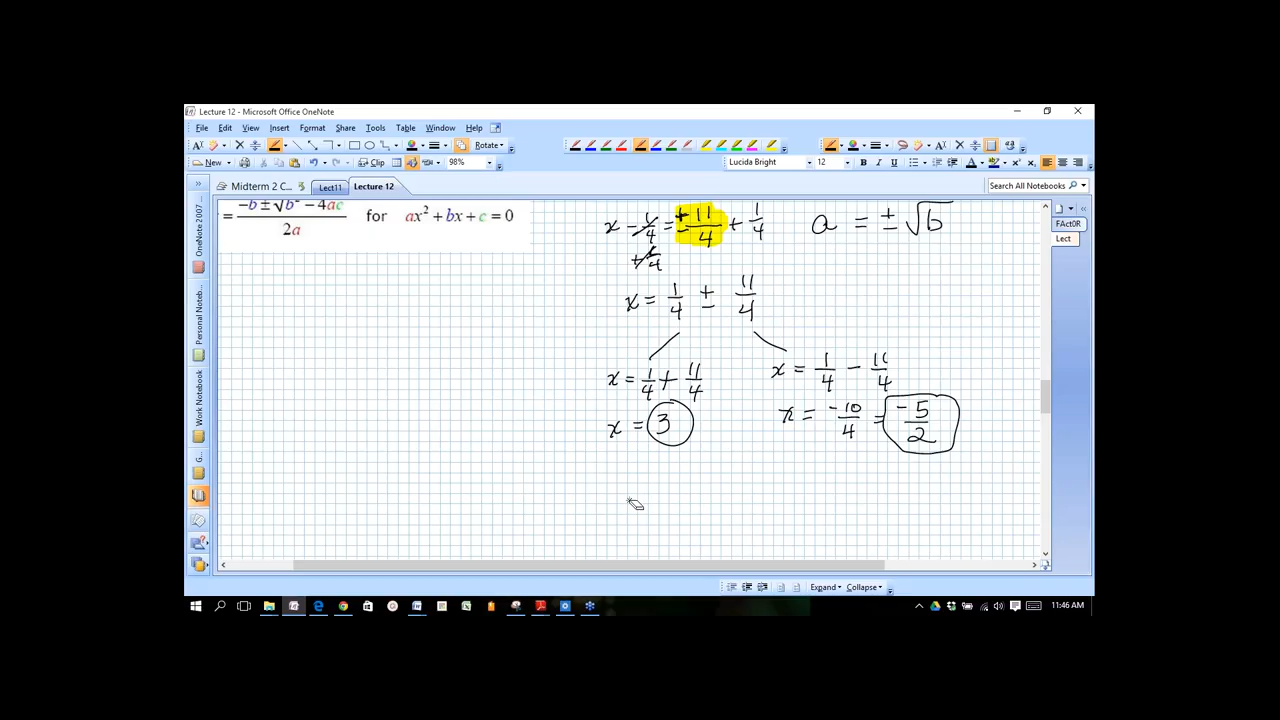 Lecture 12 - Microsoft Office OneNote
File Edit View Insert Format Share Tools Table Window Help
Rotate
New Clip 98% Lucida Bright 12 B I U
Midterm 2 C... Lect11 Lecture 12 Search All Notebooks
OneNote 2007
Personal Noteb...
Work Notebook
G..
FActOR
Lect
= −b ± √b² − 4ac / 2a for ax² + bx + c = 0
x − 1/4 = ± 11/4 + 1/4
+ 1/4
a = ± √b
x = 1/4 ± 11/4
x = 1/4 + 11/4
x = 3
x = 1/4 − 11/4
x = −10/4 = −5/2
Expand Collapse
11:46 AM